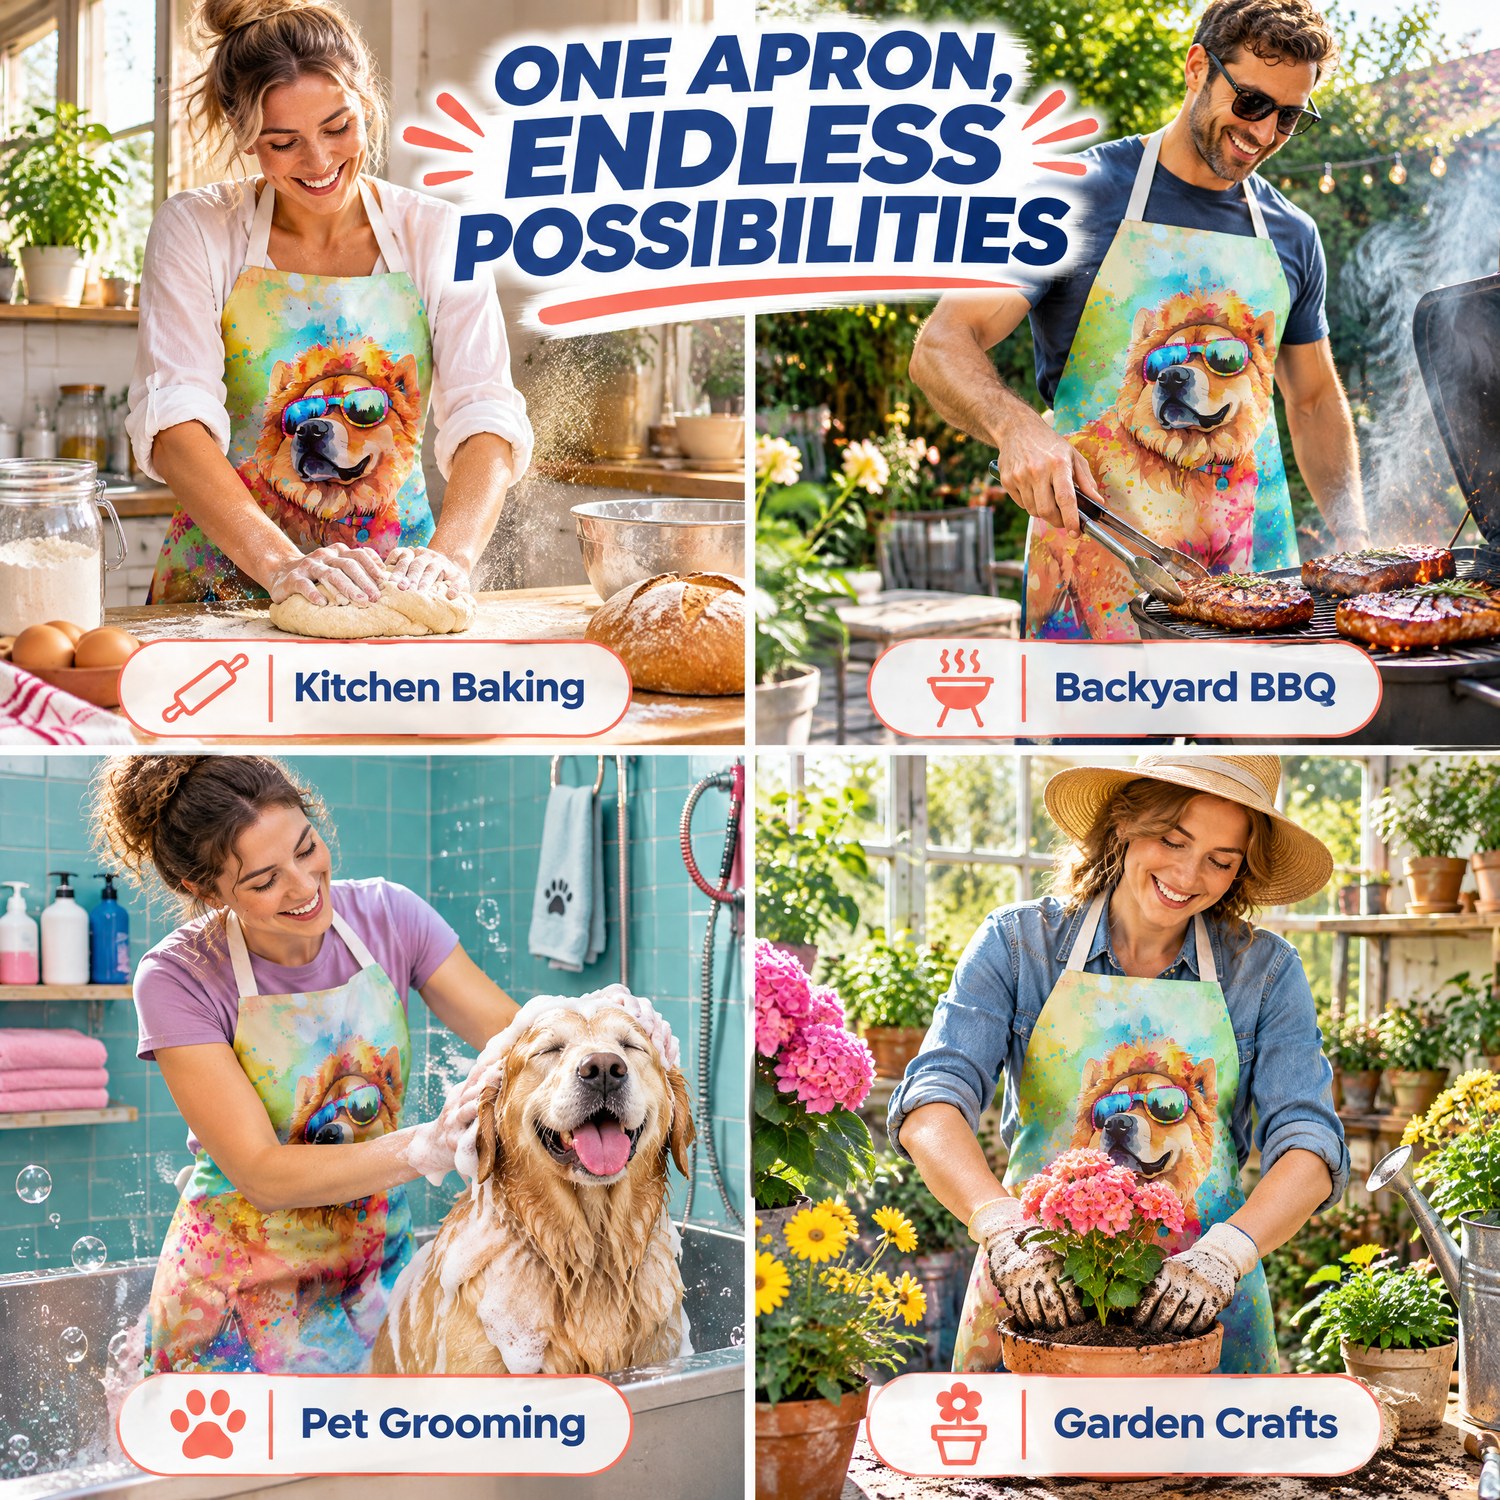 ONE APRON,
ENDLESS
POSSIBILITIES
Kitchen Baking
Backyard BBQ
Pet Grooming
Garden Crafts